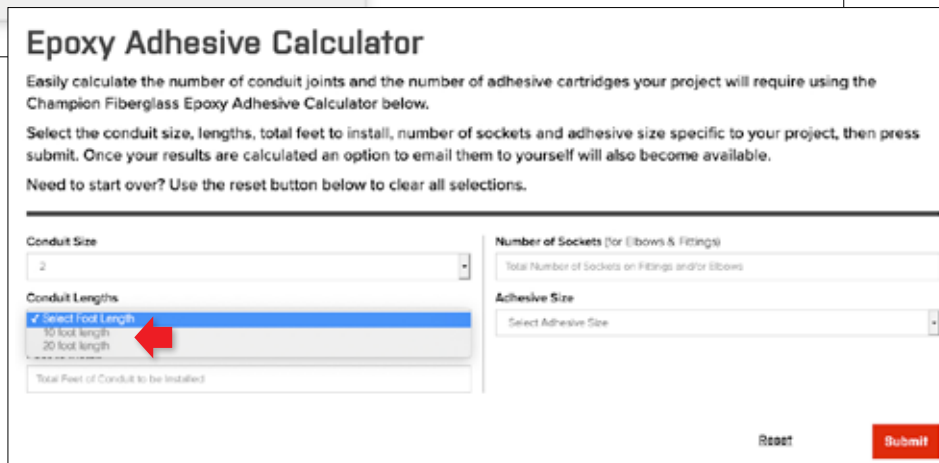 Epoxy Adhesive Calculator
Easily calculate the number of conduit joints and the number of adhesive cartridges your project will require using the
Champion Fiberglass Epoxy Adhesive Calculator below.
Select the conduit size, lengths, total feet to install, number of sockets and adhesive size specific to your project, then press
submit. Once your results are calculated an option to email them to yourself will also become available.
Need to start over? Use the reset button below to clear all selections.
Conduit Size
2
Conduit Lengths
✓ Select Foot Length
10 foot length
20 foot length
Total Feet of Conduit to be Installed
Number of Sockets (for Elbows & Fittings)
Total Number of Sockets on Fittings and/or Elbows
Adhesive Size
Select Adhesive Size
Reset
Submit